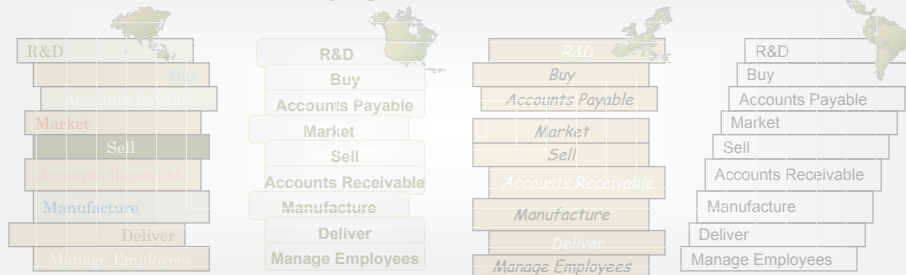 R&D
Buy
Accounts Payable
Market
Sell
Accounts Receivable
Manufacture
Deliver
Manage Employees
R&D
Buy
Accounts Payable
Market
Sell
Accounts Receivable
Manufacture
Deliver
Manage Employees
R&D
Buy
Accounts Payable
Market
Sell
Accounts Receivable
Manufacture
Deliver
Manage Employees
R&D
Buy
Accounts Payable
Market
Sell
Accounts Receivable
Manufacture
Deliver
Manage Employees